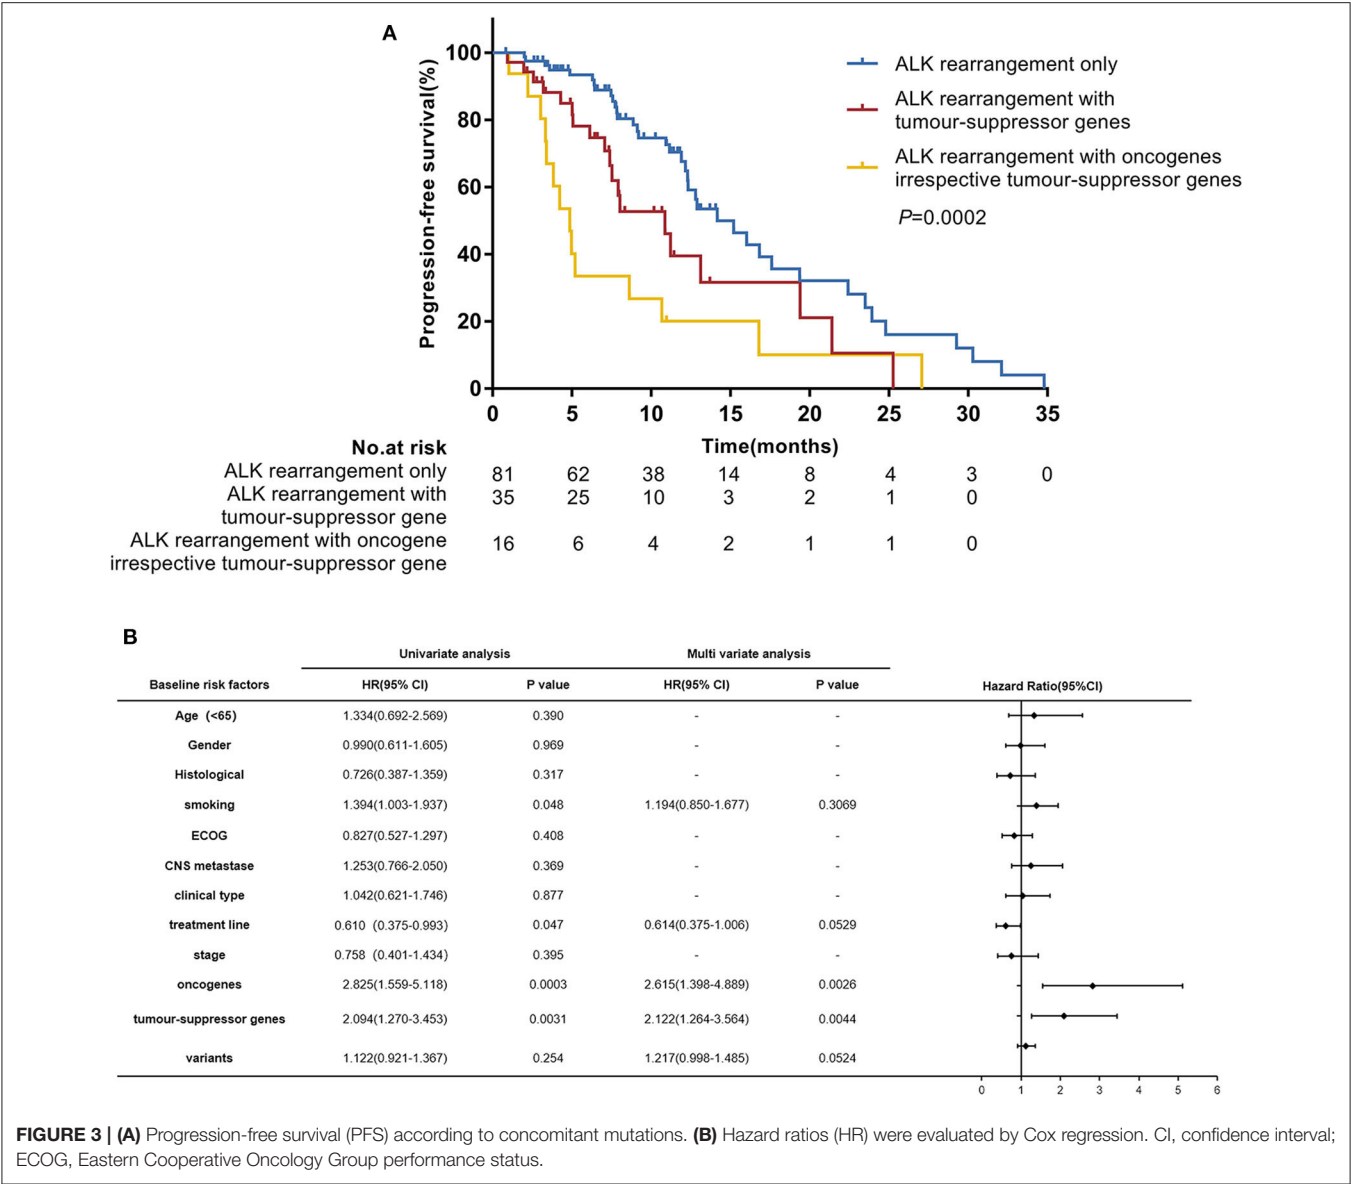 A
Progression-free survival(%)
100
80
60
40
20
0
0 5 10 15 20 25 30 35
Time(months)
ALK rearrangement only
ALK rearrangement with
tumour-suppressor genes
ALK rearrangement with oncogenes
irrespective tumour-suppressor genes
P=0.0002
No.at risk
ALK rearrangement only 81 62 38 14 8 4 3 0
ALK rearrangement with 35 25 10 3 2 1 0
tumour-suppressor gene
ALK rearrangement with oncogene 16 6 4 2 1 1 0
irrespective tumour-suppressor gene
B
Univariate analysis Multi variate analysis
Baseline risk factors HR(95% CI) P value HR(95% CI) P value Hazard Ratio(95%CI)
Age (<65) 1.334(0.692-2.569) 0.390 - -
Gender 0.990(0.611-1.605) 0.969 - -
Histological 0.726(0.387-1.359) 0.317 - -
smoking 1.394(1.003-1.937) 0.048 1.194(0.850-1.677) 0.3069
ECOG 0.827(0.527-1.297) 0.408 - -
CNS metastase 1.253(0.766-2.050) 0.369 - -
clinical type 1.042(0.621-1.746) 0.877 - -
treatment line 0.610 (0.375-0.993) 0.047 0.614(0.375-1.006) 0.0529
stage 0.758 (0.401-1.434) 0.395 - -
oncogenes 2.825(1.559-5.118) 0.0003 2.615(1.398-4.889) 0.0026
tumour-suppressor genes 2.094(1.270-3.453) 0.0031 2.122(1.264-3.564) 0.0044
variants 1.122(0.921-1.367) 0.254 1.217(0.998-1.485) 0.0524
0 1 2 3 4 5 6
FIGURE 3 | (A) Progression-free survival (PFS) according to concomitant mutations. (B) Hazard ratios (HR) were evaluated by Cox regression. CI, confidence interval;
ECOG, Eastern Cooperative Oncology Group performance status.